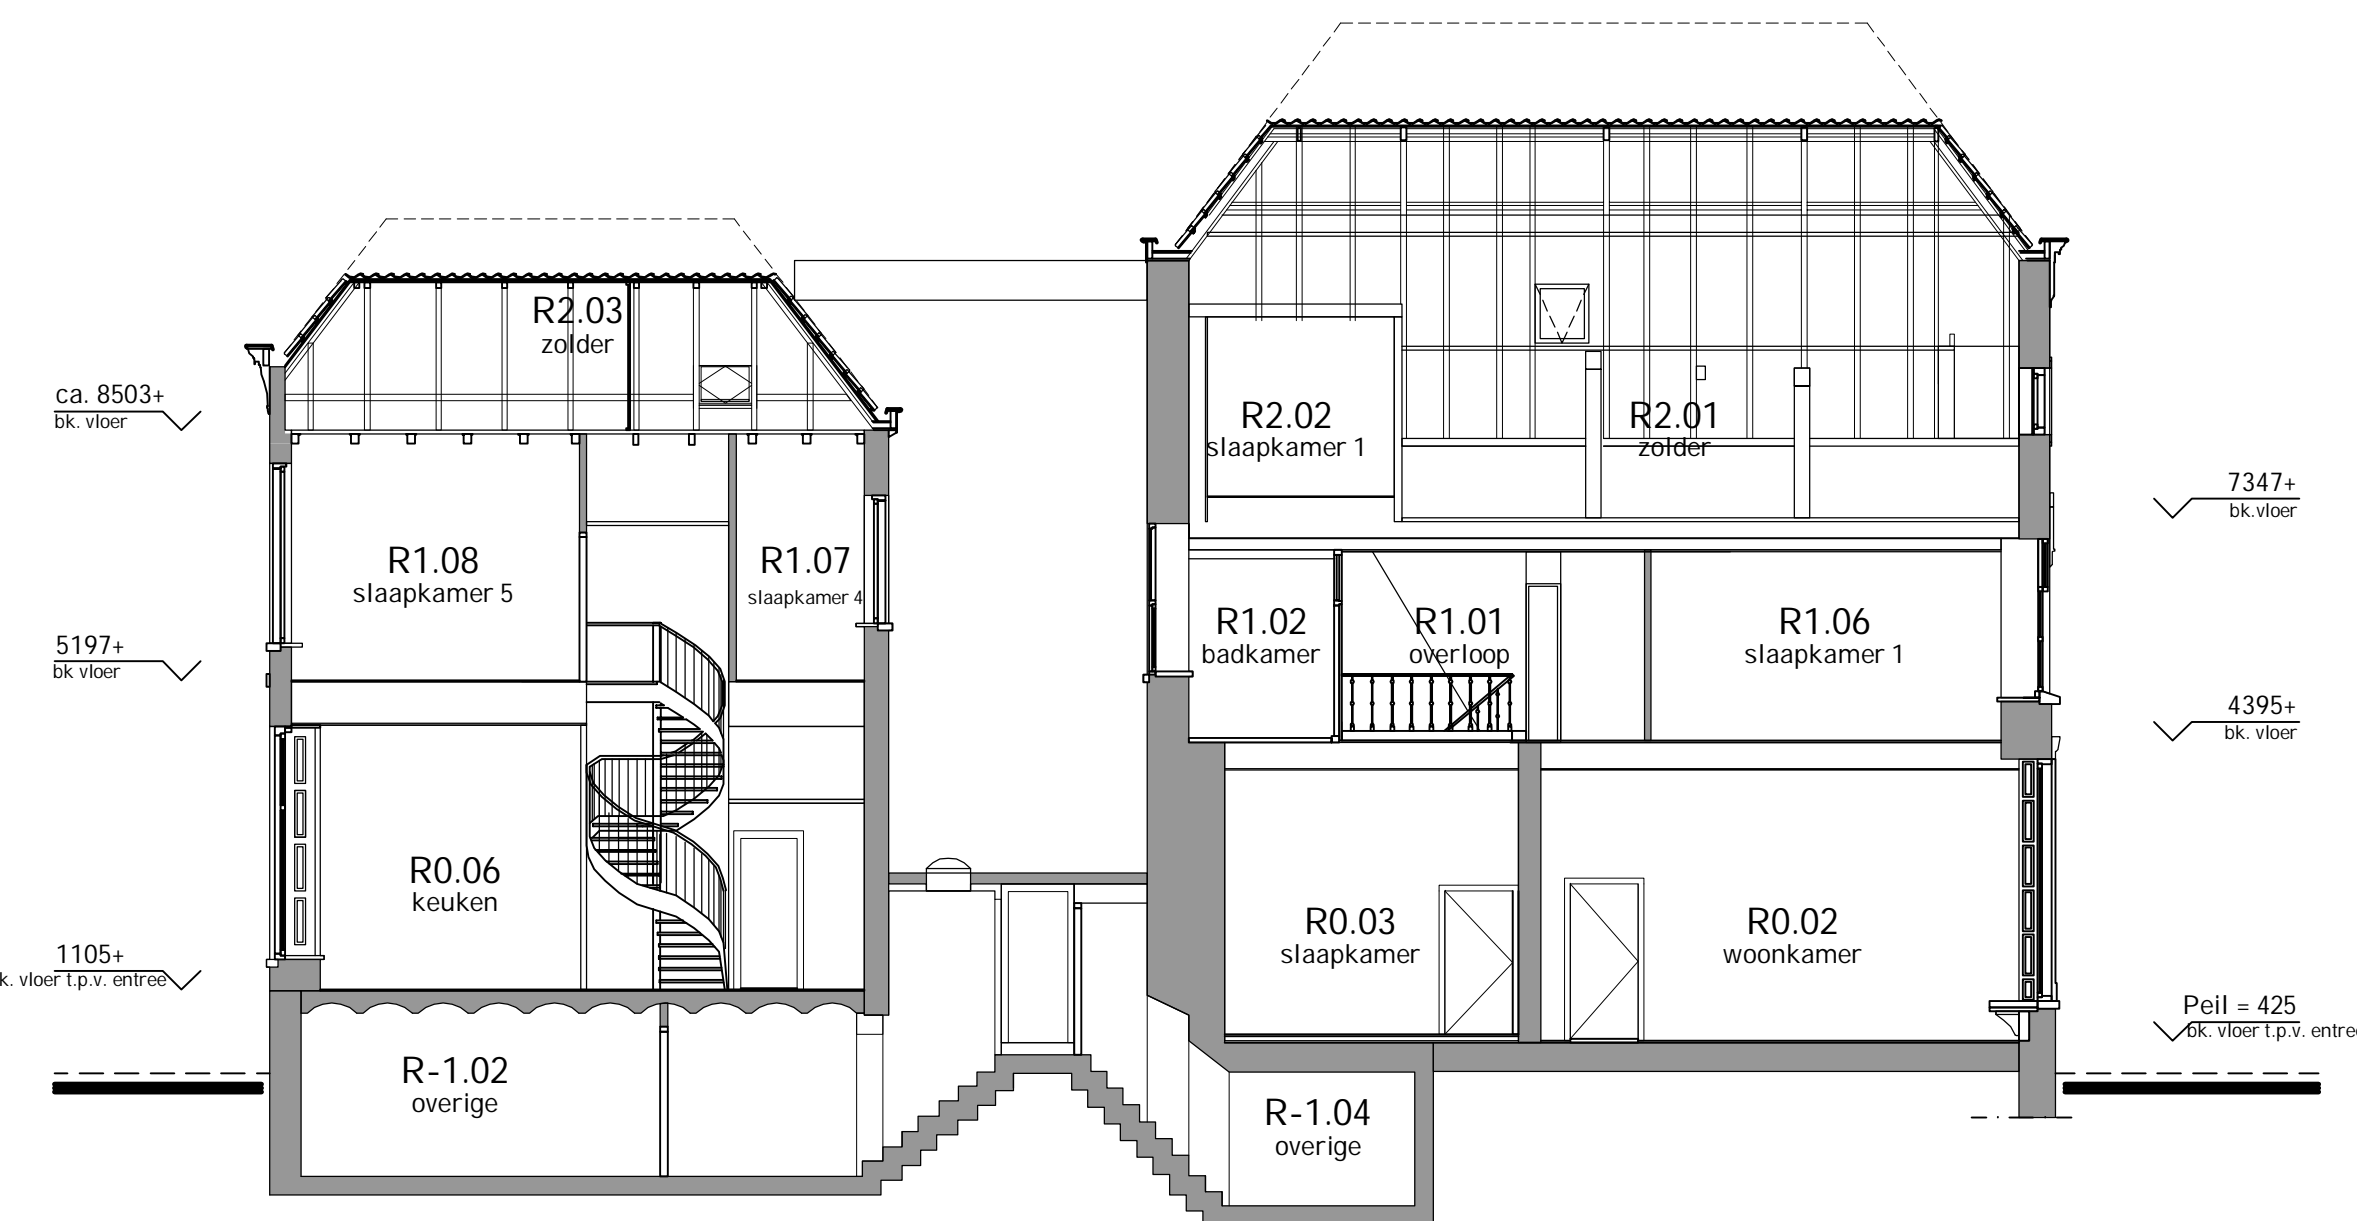 R2.03
zolder
ca. 8503+
bk. vloer
R2.02
slaapkamer 1
R2.01
zolder
7347+
bk.vloer
R1.08
slaapkamer 5
R1.07
slaapkamer 4
R1.02
badkamer
R1.01
overloop
R1.06
slaapkamer 1
5197+
bk vloer
4395+
bk. vloer
R0.06
keuken
R0.03
slaapkamer
R0.02
woonkamer
1105+
k. vloer t.p.v. entree
Peil = 425
bk. vloer t.p.v. entre
R-1.02
overige
R-1.04
overige